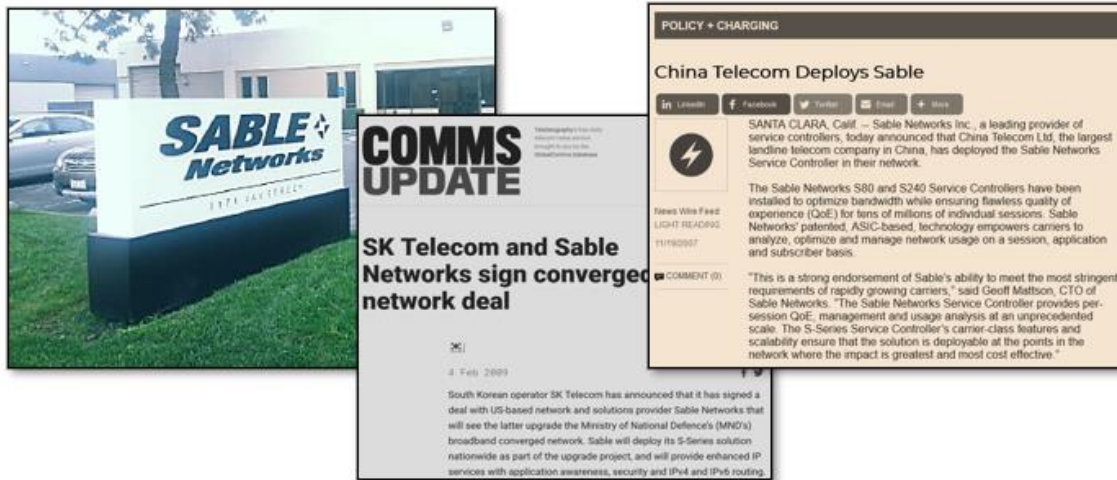 SABLE
Networks
COMMS
UPDATE
SK Telecom and Sable
Networks sign converged
network deal
4 Feb 2009
South Korean operator SK Telecom has announced that it has signed a
deal with US-based network and solutions provider Sable Networks that
will see the latter upgrade the Ministry of National Defence's (MND's)
broadband converged network. Sable will deploy its S-Series solution
nationwide as part of the upgrade project, and will provide enhanced IP
services with application awareness, security and IPv4 and IPv6 routing.
POLICY + CHARGING
China Telecom Deploys Sable
LinkedIn Facebook Twitter Email More
SANTA CLARA, Calif. -- Sable Networks Inc., a leading provider of
service controllers, today announced that China Telecom Ltd, the largest
landline telecom company in China, has deployed the Sable Networks
Service Controller in their network.
The Sable Networks S80 and S240 Service Controllers have been
installed to optimize bandwidth while ensuring flawless quality of
experience (QoE) for tens of millions of individual sessions. Sable
Networks' patented, ASIC-based, technology empowers carriers to
analyze, optimize and manage network usage on a session, application
and subscriber basis.
News Wire Feed
LIGHT READING
11/19/2007
COMMENT (0)
"This is a strong endorsement of Sable's ability to meet the most stringent
requirements of rapidly growing carriers," said Geoff Mattson, CTO of
Sable Networks. "The Sable Networks Service Controller provides per-
session QoE, management and usage analysis at an unprecedented
scale. The S-Series Service Controller's carrier-class features and
scalability ensure that the solution is deployable at the points in the
network where the impact is greatest and most cost effective."